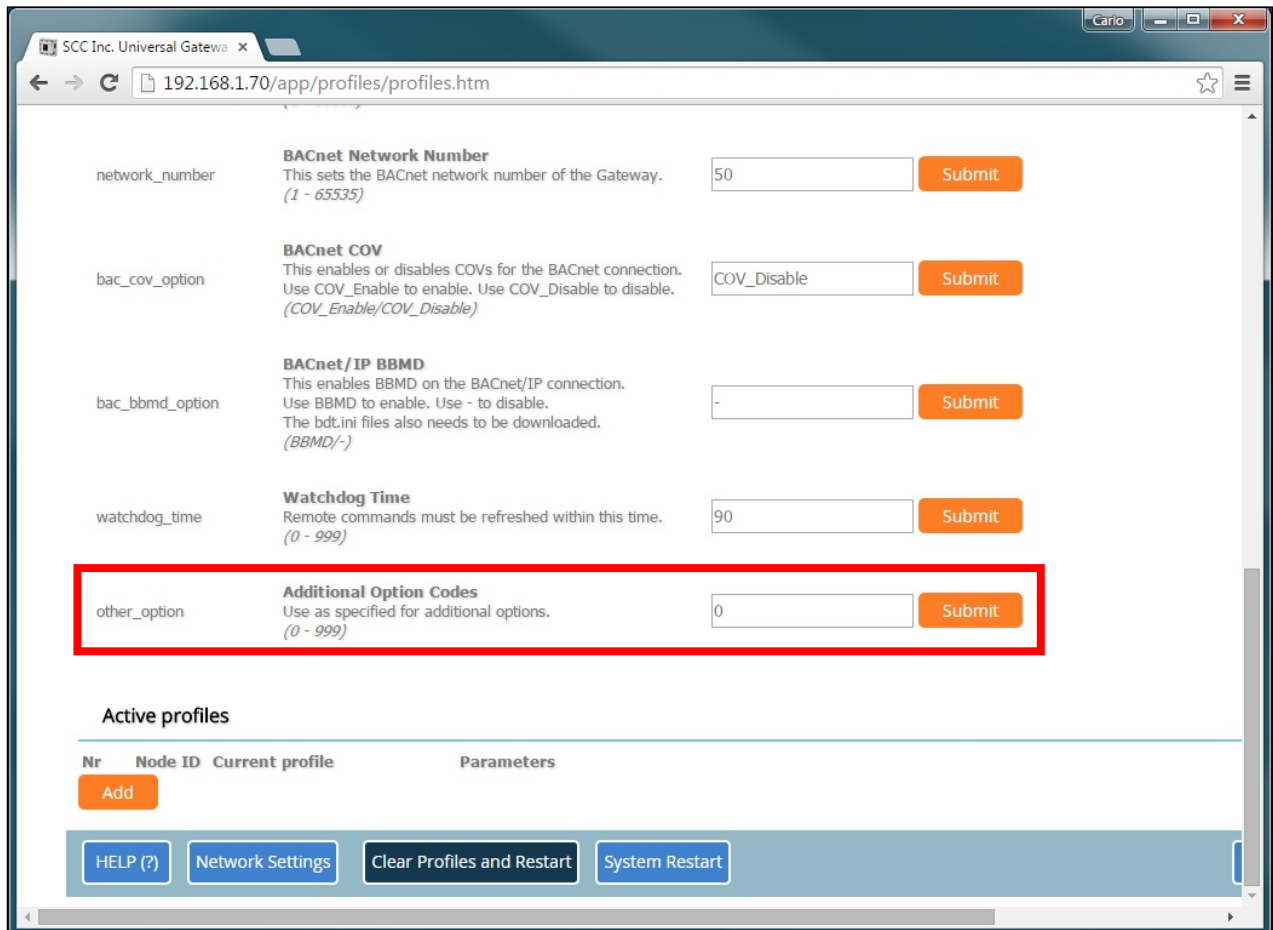 Carlo
SCC Inc. Universal Gatewa
192.168.1.70/app/profiles/profiles.htm
network_number
BACnet Network Number
This sets the BACnet network number of the Gateway.
(1 - 65535)
50
Submit
bac_cov_option
BACnet COV
This enables or disables COVs for the BACnet connection.
Use COV_Enable to enable. Use COV_Disable to disable.
(COV_Enable/COV_Disable)
COV_Disable
Submit
bac_bbmd_option
BACnet/IP BBMD
This enables BBMD on the BACnet/IP connection.
Use BBMD to enable. Use - to disable.
The bdt.ini files also needs to be downloaded.
(BBMD/-)
-
Submit
watchdog_time
Watchdog Time
Remote commands must be refreshed within this time.
(0 - 999)
90
Submit
other_option
Additional Option Codes
Use as specified for additional options.
(0 - 999)
0
Submit
Active profiles
Nr Node ID Current profile Parameters
Add
HELP (?) Network Settings Clear Profiles and Restart System Restart